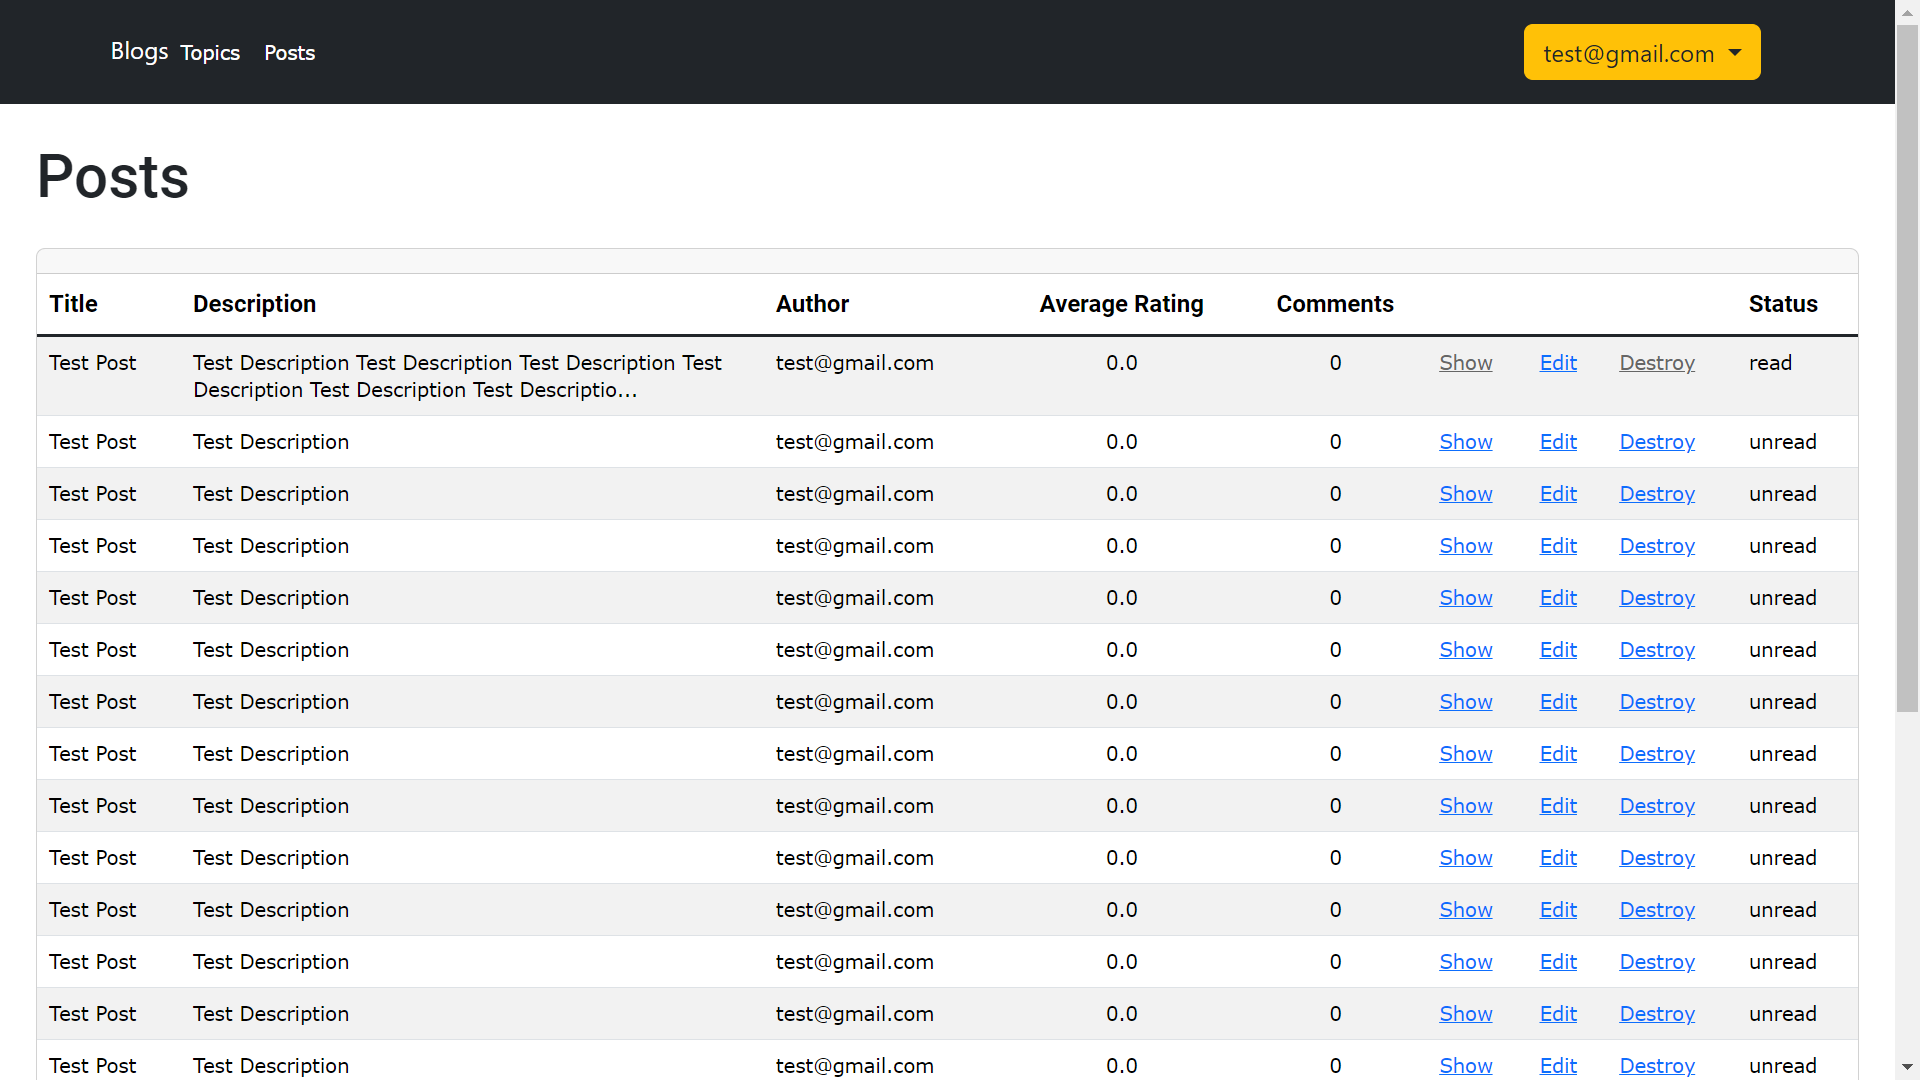 Blogs Topics Posts test@gmail.com
Posts
Title Description Author Average Rating Comments Status
Test Post Test Description Test Description Test Description Test test@gmail.com 0.0 0 Show Edit Destroy read
Description Test Description Test Descriptio...
Test Post Test Description test@gmail.com 0.0 0 Show Edit Destroy unread
Test Post Test Description test@gmail.com 0.0 0 Show Edit Destroy unread
Test Post Test Description test@gmail.com 0.0 0 Show Edit Destroy unread
Test Post Test Description test@gmail.com 0.0 0 Show Edit Destroy unread
Test Post Test Description test@gmail.com 0.0 0 Show Edit Destroy unread
Test Post Test Description test@gmail.com 0.0 0 Show Edit Destroy unread
Test Post Test Description test@gmail.com 0.0 0 Show Edit Destroy unread
Test Post Test Description test@gmail.com 0.0 0 Show Edit Destroy unread
Test Post Test Description test@gmail.com 0.0 0 Show Edit Destroy unread
Test Post Test Description test@gmail.com 0.0 0 Show Edit Destroy unread
Test Post Test Description test@gmail.com 0.0 0 Show Edit Destroy unread
Test Post Test Description test@gmail.com 0.0 0 Show Edit Destroy unread
Test Post Test Description test@gmail.com 0.0 0 Show Edit Destroy unread